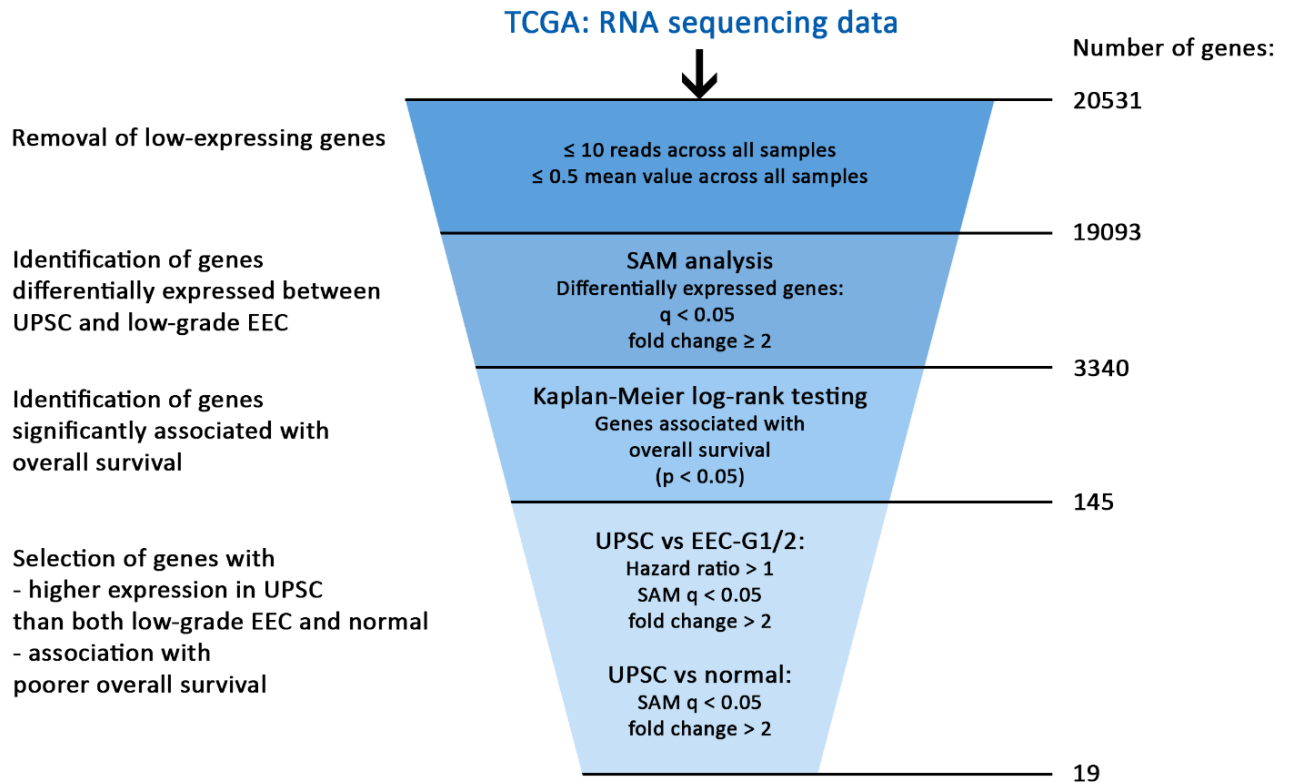 TCGA: RNA sequencing data
Number of genes:
20531
Removal of low-expressing genes
≤ 10 reads across all samples
≤ 0.5 mean value across all samples
19093
Identification of genes
differentially expressed between
UPSC and low-grade EEC
SAM analysis
Differentially expressed genes:
q < 0.05
fold change ≥ 2
3340
Identification of genes
significantly associated with
overall survival
Kaplan-Meier log-rank testing
Genes associated with
overall survival
(p < 0.05)
145
Selection of genes with
- higher expression in UPSC
than both low-grade EEC and normal
- association with
poorer overall survival
UPSC vs EEC-G1/2:
Hazard ratio > 1
SAM q < 0.05
fold change > 2
UPSC vs normal:
SAM q < 0.05
fold change > 2
19